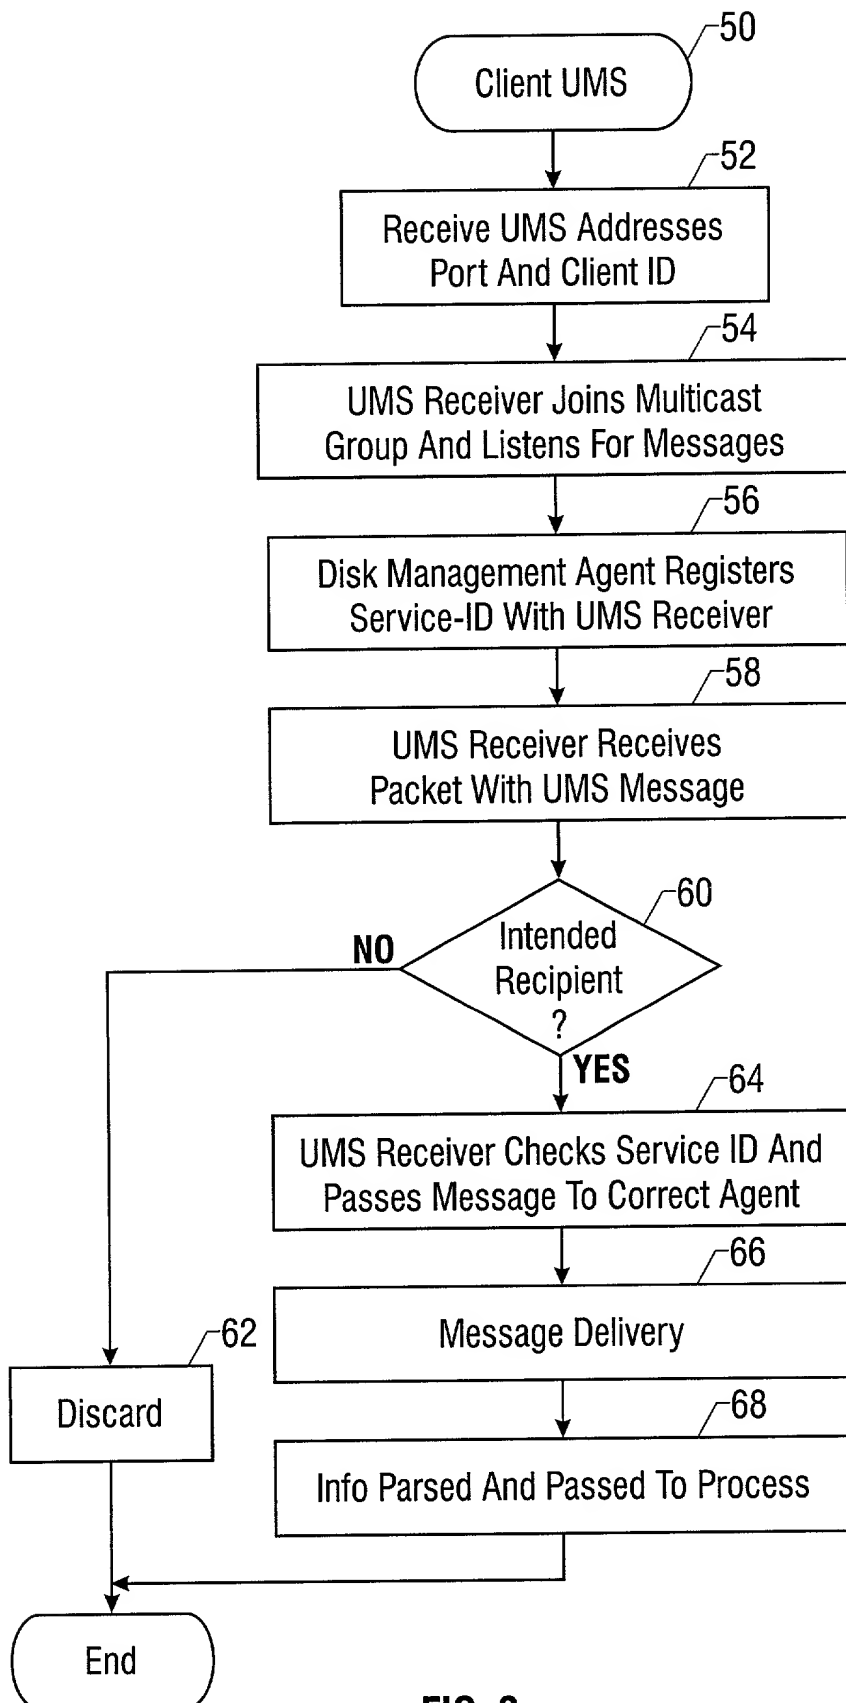 50
Client UMS
52
Receive UMS Addresses
Port And Client ID
54
UMS Receiver Joins Multicast
Group And Listens For Messages
56
Disk Management Agent Registers
Service-ID With UMS Receiver
58
UMS Receiver Receives
Packet With UMS Message
60
Intended
Recipient
?
NO
YES
64
UMS Receiver Checks Service ID And
Passes Message To Correct Agent
66
Message Delivery
62
Discard
68
Info Parsed And Passed To Process
End
FIG.